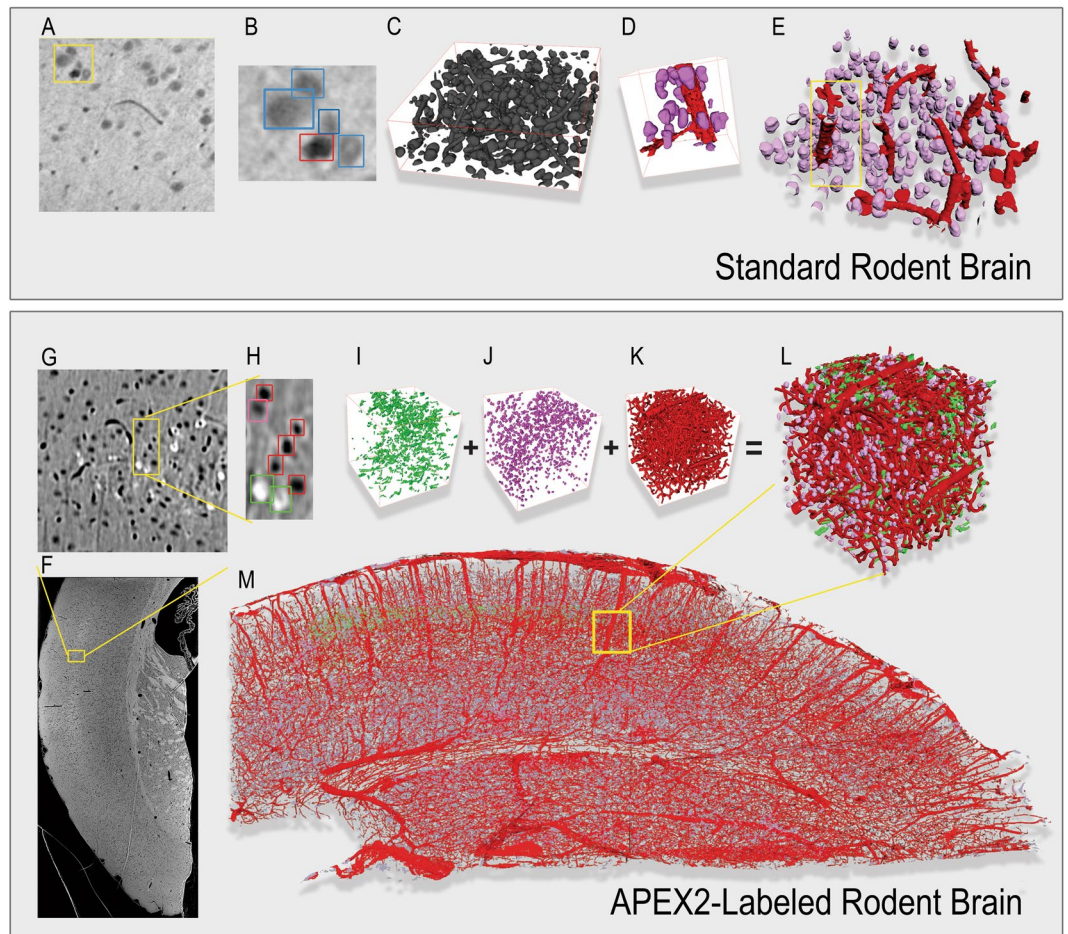 A
B
C
D
E
Standard Rodent Brain
G
H
I
J
K
L
+
+
=
F
M
APEX2-Labeled Rodent Brain